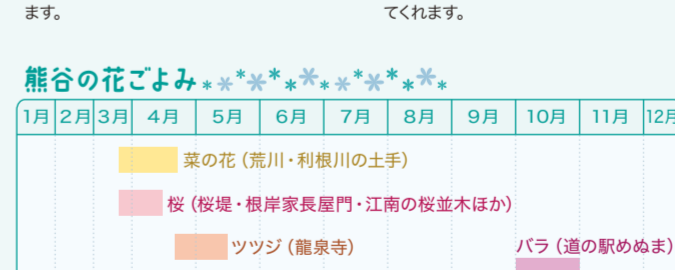 ます。
てくれます。
熊谷の花ごよみ
1月 2月 3月 4月 5月 6月 7月 8月 9月 10月 11月 12月
菜の花（荒川・利根川の土手）
桜（桜堤・根岸家長屋門・江南の桜並木ほか）
ツツジ（龍泉寺）
バラ（道の駅めぬま）